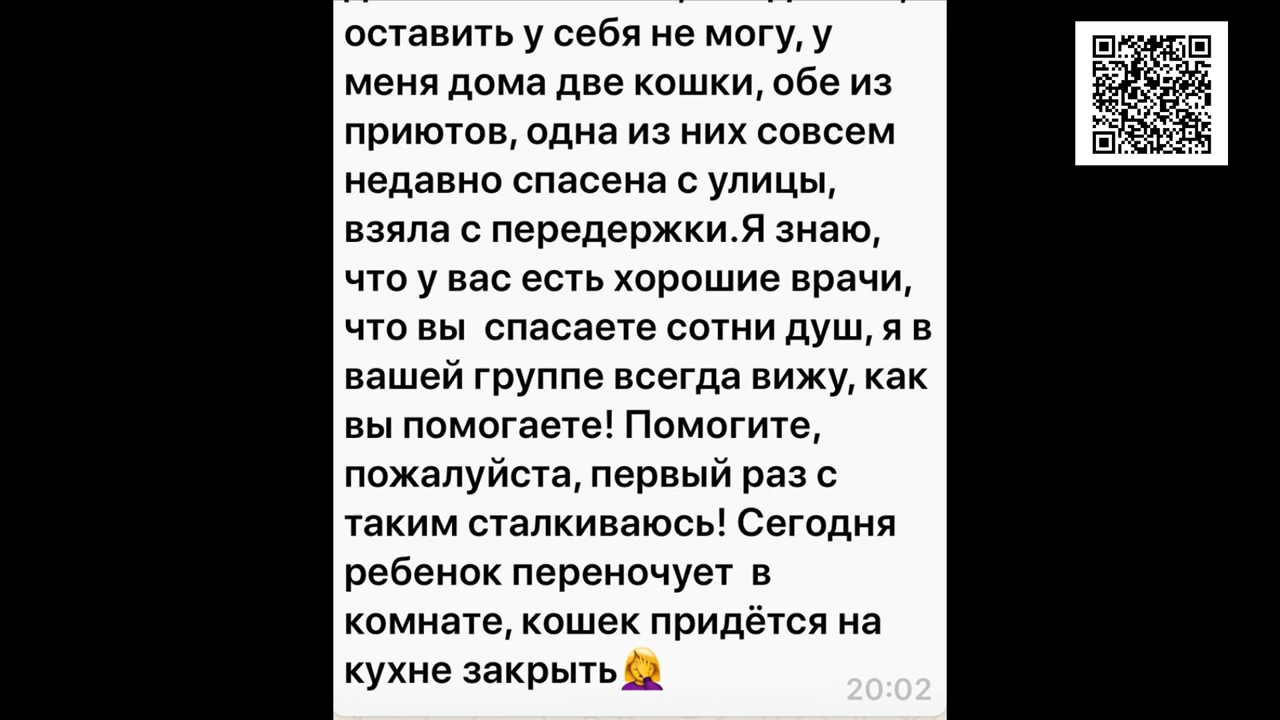 оставить у себя не могу, у
меня дома две кошки, обе из
приютов, одна из них совсем
недавно спасена с улицы,
взяла с передержки.Я знаю,
что у вас есть хорошие врачи,
что вы  спасаете сотни душ, я в
вашей группе всегда вижу, как
вы помогаете! Помогите,
пожалуйста, первый раз с
таким сталкиваюсь! Сегодня
ребенок переночует  в
комнате, кошек придётся на
кухне закрыть🤦‍♀️
20:02